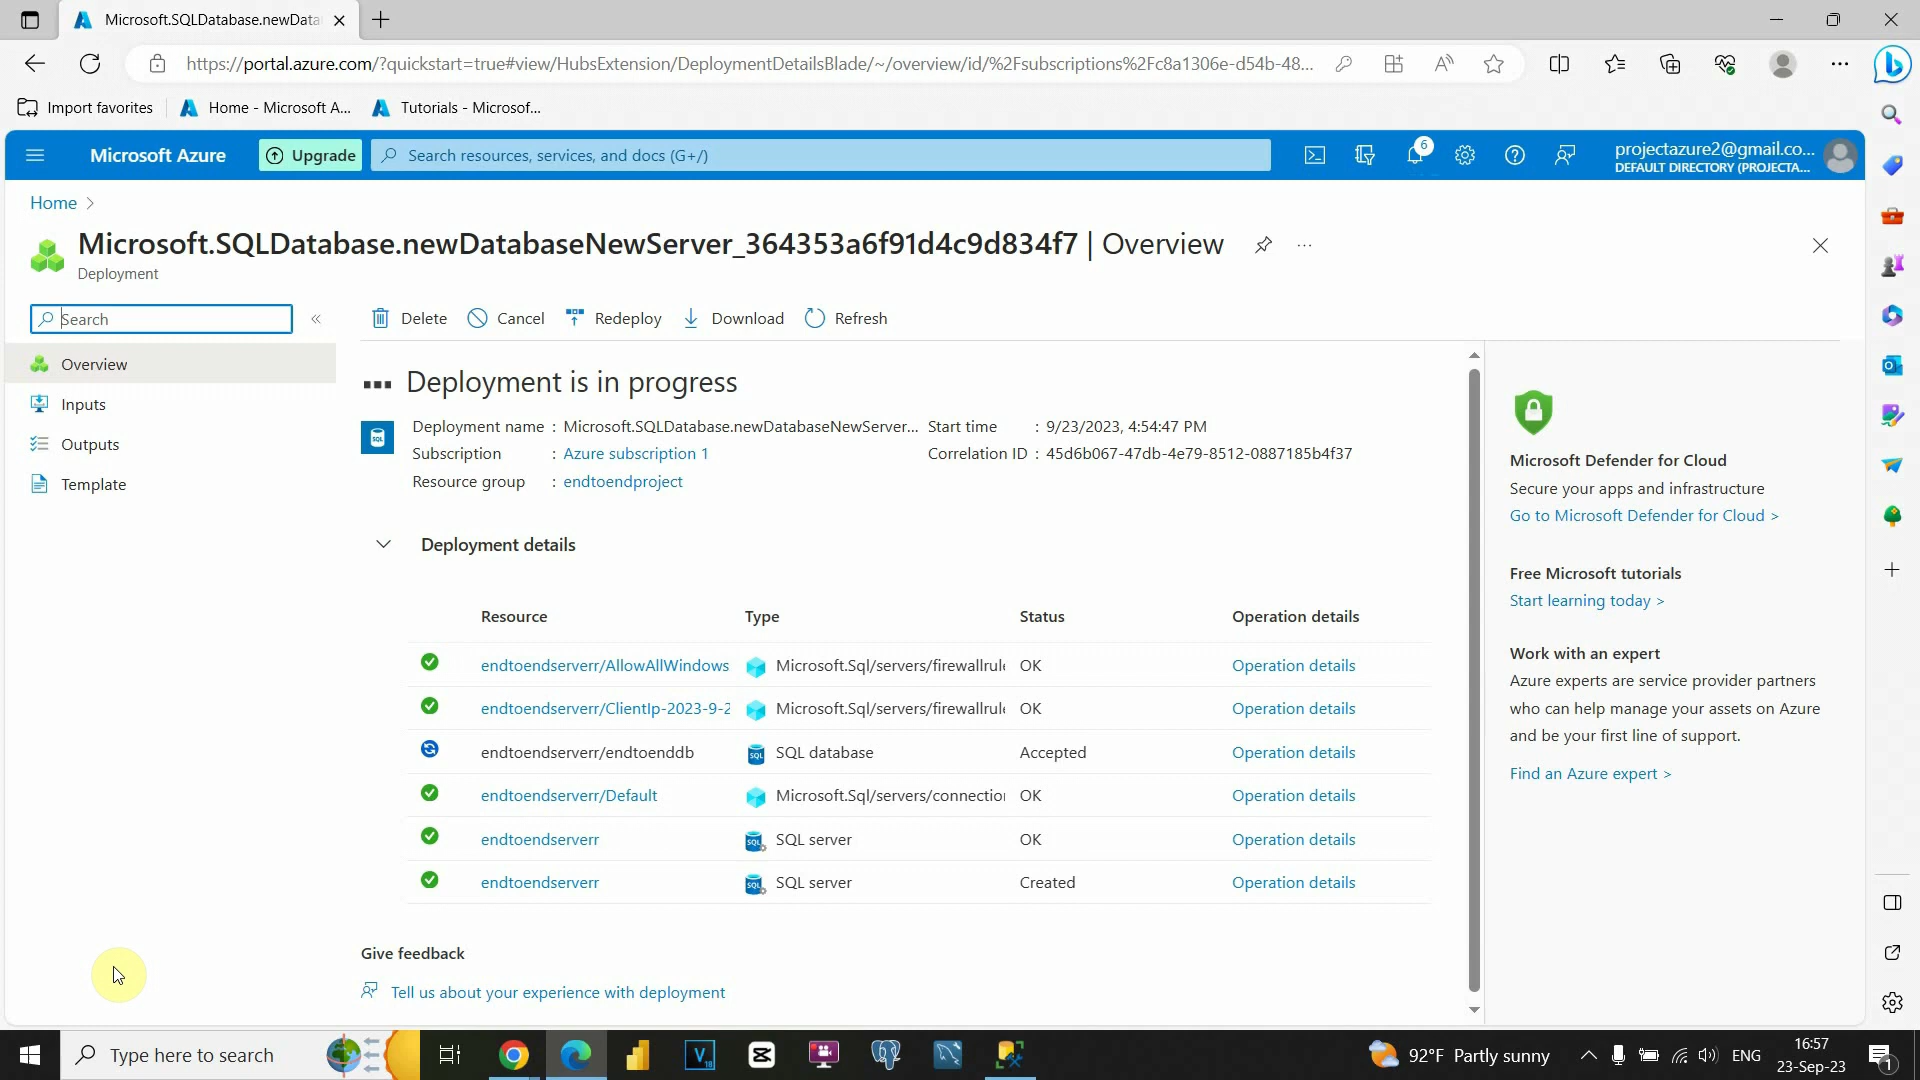 Microsoft.SQLDatabase.newData
https://portal.azure.com/?quickstart=true#view/HubsExtension/DeploymentDetailsBlade/~/overview/id/%2Fsubscriptions%2Fc8a1306e-d54b-48...
Import favorites
Home - Microsoft A...
Tutorials - Microsof...
Microsoft Azure
Upgrade
Search resources, services, and docs (G+/)
6
projectazure2@gmail.co...
DEFAULT DIRECTORY (PROJECTA...
Home >
Microsoft.SQLDatabase.newDatabaseNewServer_364353a6f91d4c9d834f7 | Overview
...
Deployment
Search
«
Delete
Cancel
Redeploy
Download
Refresh
Overview
Inputs
Outputs
Template
Deployment is in progress
Deployment name : Microsoft.SQLDatabase.newDatabaseNewServer...
Subscription : Azure subscription 1
Resource group : endtoendproject
Start time : 9/23/2023, 4:54:47 PM
Correlation ID : 45d6b067-47db-4e79-8512-0887185b4f37
Deployment details
Resource Type Status Operation details
endtoendserverr/AllowAllWindows Microsoft.Sql/servers/firewallrule OK Operation details
endtoendserverr/ClientIp-2023-9-2 Microsoft.Sql/servers/firewallrule OK Operation details
endtoendserverr/endtoenddb SQL database Accepted Operation details
endtoendserverr/Default Microsoft.Sql/servers/connection OK Operation details
endtoendserverr SQL server OK Operation details
endtoendserverr SQL server Created Operation details
Give feedback
Tell us about your experience with deployment
Microsoft Defender for Cloud
Secure your apps and infrastructure
Go to Microsoft Defender for Cloud >
Free Microsoft tutorials
Start learning today >
Work with an expert
Azure experts are service provider partners
who can help manage your assets on Azure
and be your first line of support.
Find an Azure expert >
Type here to search
92°F Partly sunny
ENG
16:57
23-Sep-23
1